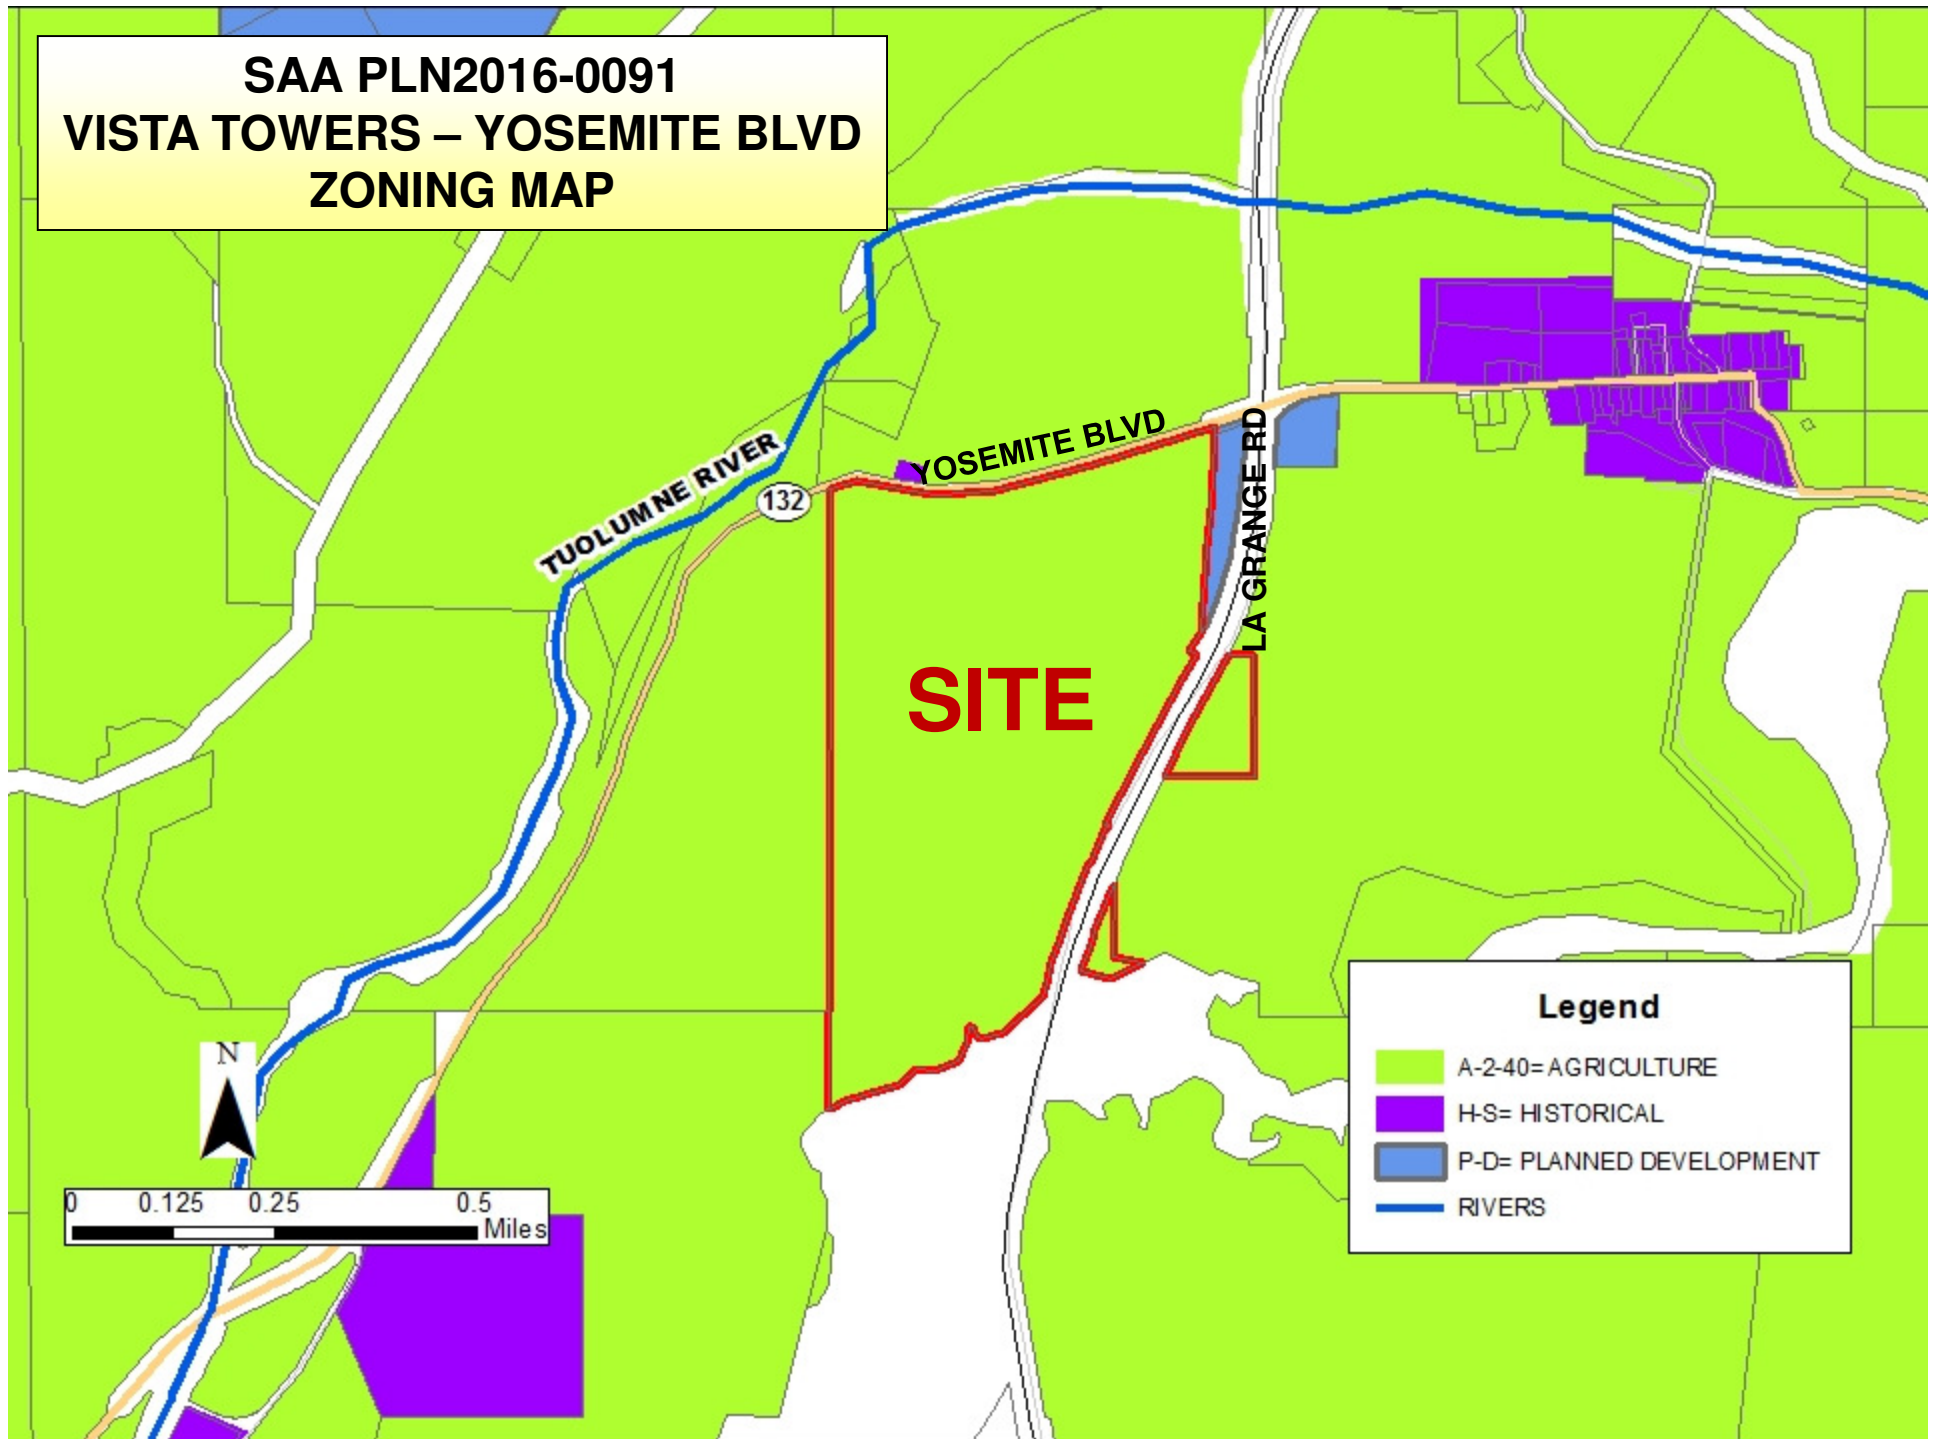 SAA PLN2016-0091
VISTA TOWERS – YOSEMITE BLVD
ZONING MAP
YOSEMITE BLVD
TUOLUMNE RIVER
132
LA GRANGE RD
SITE
N
0 0.125 0.25 0.5
Miles
Legend
A-2-40= AGRICULTURE
H-S= HISTORICAL
P-D= PLANNED DEVELOPMENT
RIVERS